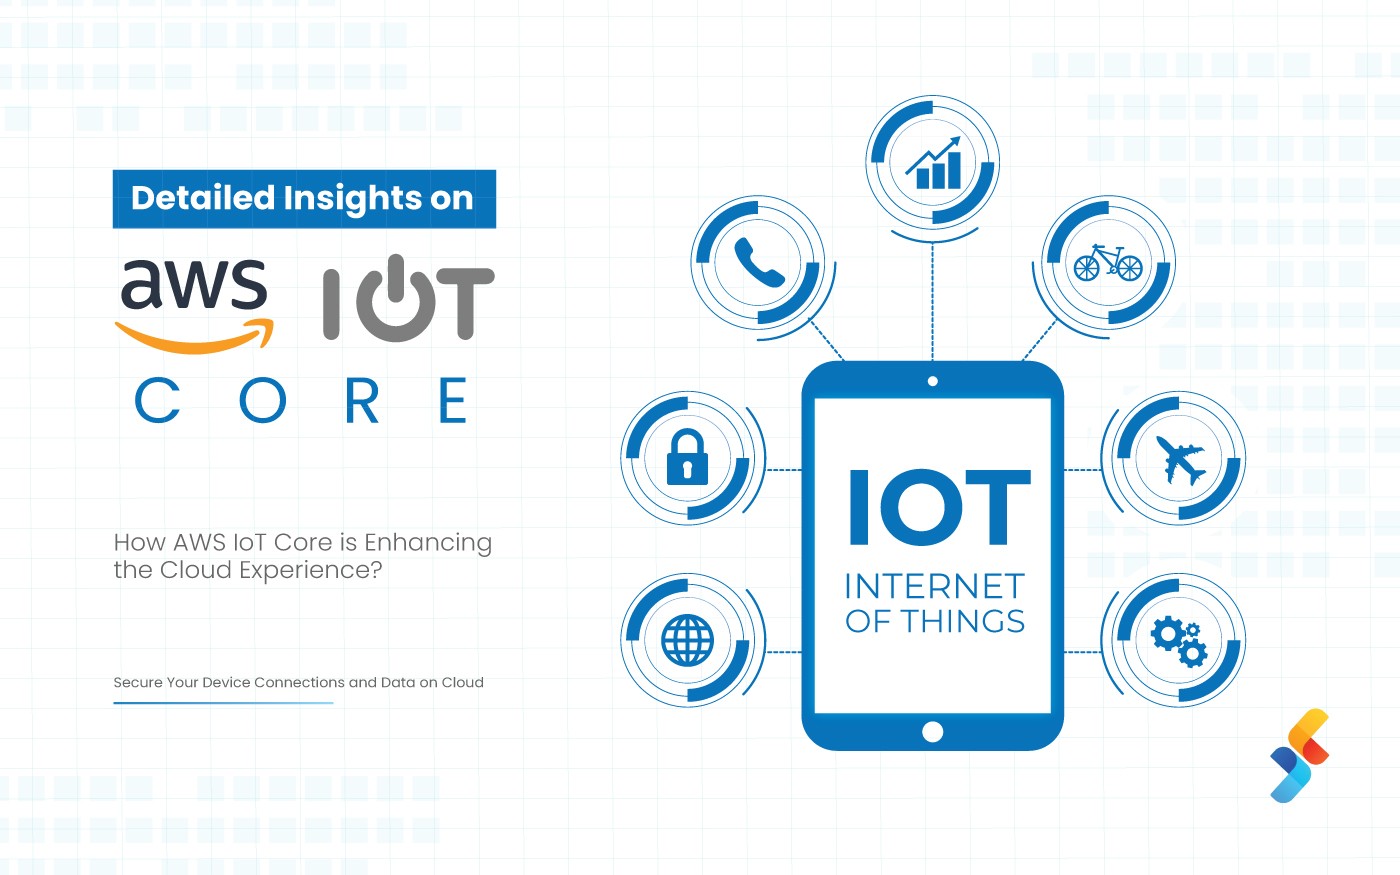 Detailed Insights on
aws IOT
CORE
How AWS IoT Core is Enhancing
the Cloud Experience?
Secure Your Device Connections and Data on Cloud
IOT
INTERNET
OF THINGS